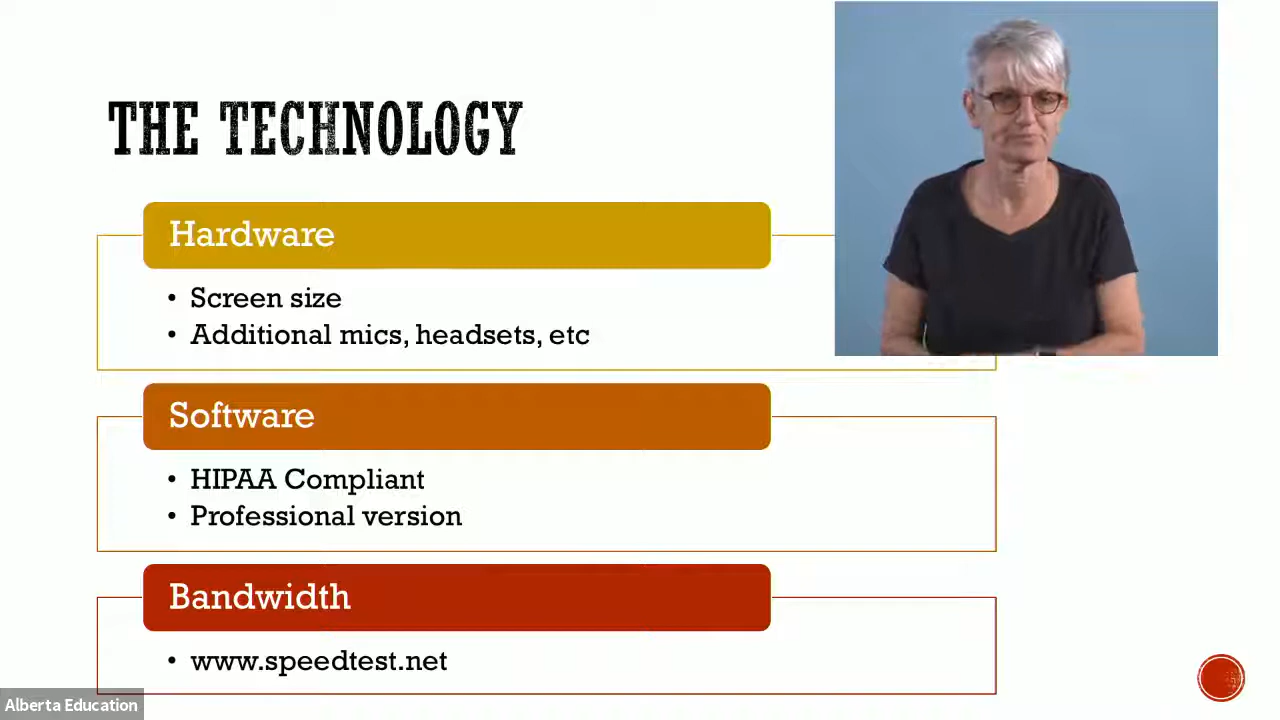 THE TECHNOLOGY
Hardware
• Screen size
• Additional mics, headsets, etc
Software
• HIPAA Compliant
• Professional version
Bandwidth
• www.speedtest.net
Alberta Education